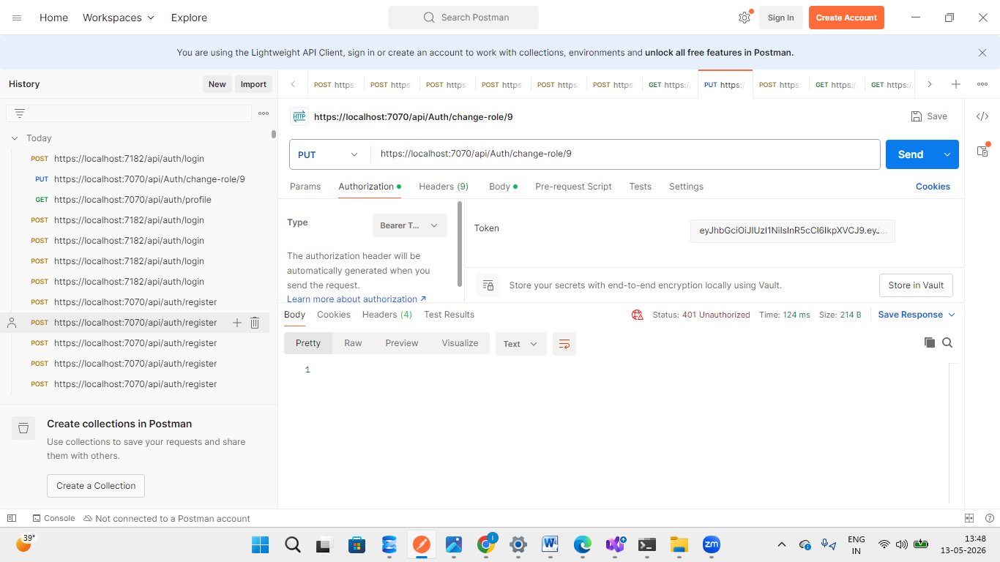 Home
Workspaces
Explore
Search Postman
Sign In
Create Account
You are using the Lightweight API Client, sign in or create an account to work with collections, environments and unlock all free features in Postman.
History
New
Import
POST https:
POST https:
POST https:
POST https:
POST https:
POST https:
GET https:/
PUT https:/
POST https:
GET https:/
GET https:/
Today
POST https://localhost:7182/api/auth/login
PUT https://localhost:7070/api/Auth/change-role/9
GET https://localhost:7070/api/auth/profile
POST https://localhost:7182/api/auth/login
POST https://localhost:7182/api/auth/login
POST https://localhost:7182/api/auth/login
POST https://localhost:7182/api/auth/login
POST https://localhost:7070/api/auth/register
POST https://localhost:7070/api/auth/register
POST https://localhost:7070/api/auth/register
POST https://localhost:7070/api/auth/register
POST https://localhost:7070/api/auth/register
Create collections in Postman
Use collections to save your requests and share
them with others.
Create a Collection
HTTP
https://localhost:7070/api/Auth/change-role/9
Save
PUT
https://localhost:7070/api/Auth/change-role/9
Send
Params
Authorization
Headers (9)
Body
Pre-request Script
Tests
Settings
Cookies
Type
Bearer T...
The authorization header will be
automatically generated when you
send the request.
Learn more about authorization ↗
Token
eyJhbGciOiJIUzI1NiIsInR5cCI6IkpXVCJ9.eyJ...
Store your secrets with end-to-end encryption locally using Vault.
Store in Vault
Body
Cookies
Headers (4)
Test Results
Status: 401 Unauthorized
Time: 124 ms
Size: 214 B
Save Response
Pretty
Raw
Preview
Visualize
Text
1
Console
Not connected to a Postman account
39°
1
zm
ENG
IN
13:48
13-05-2026